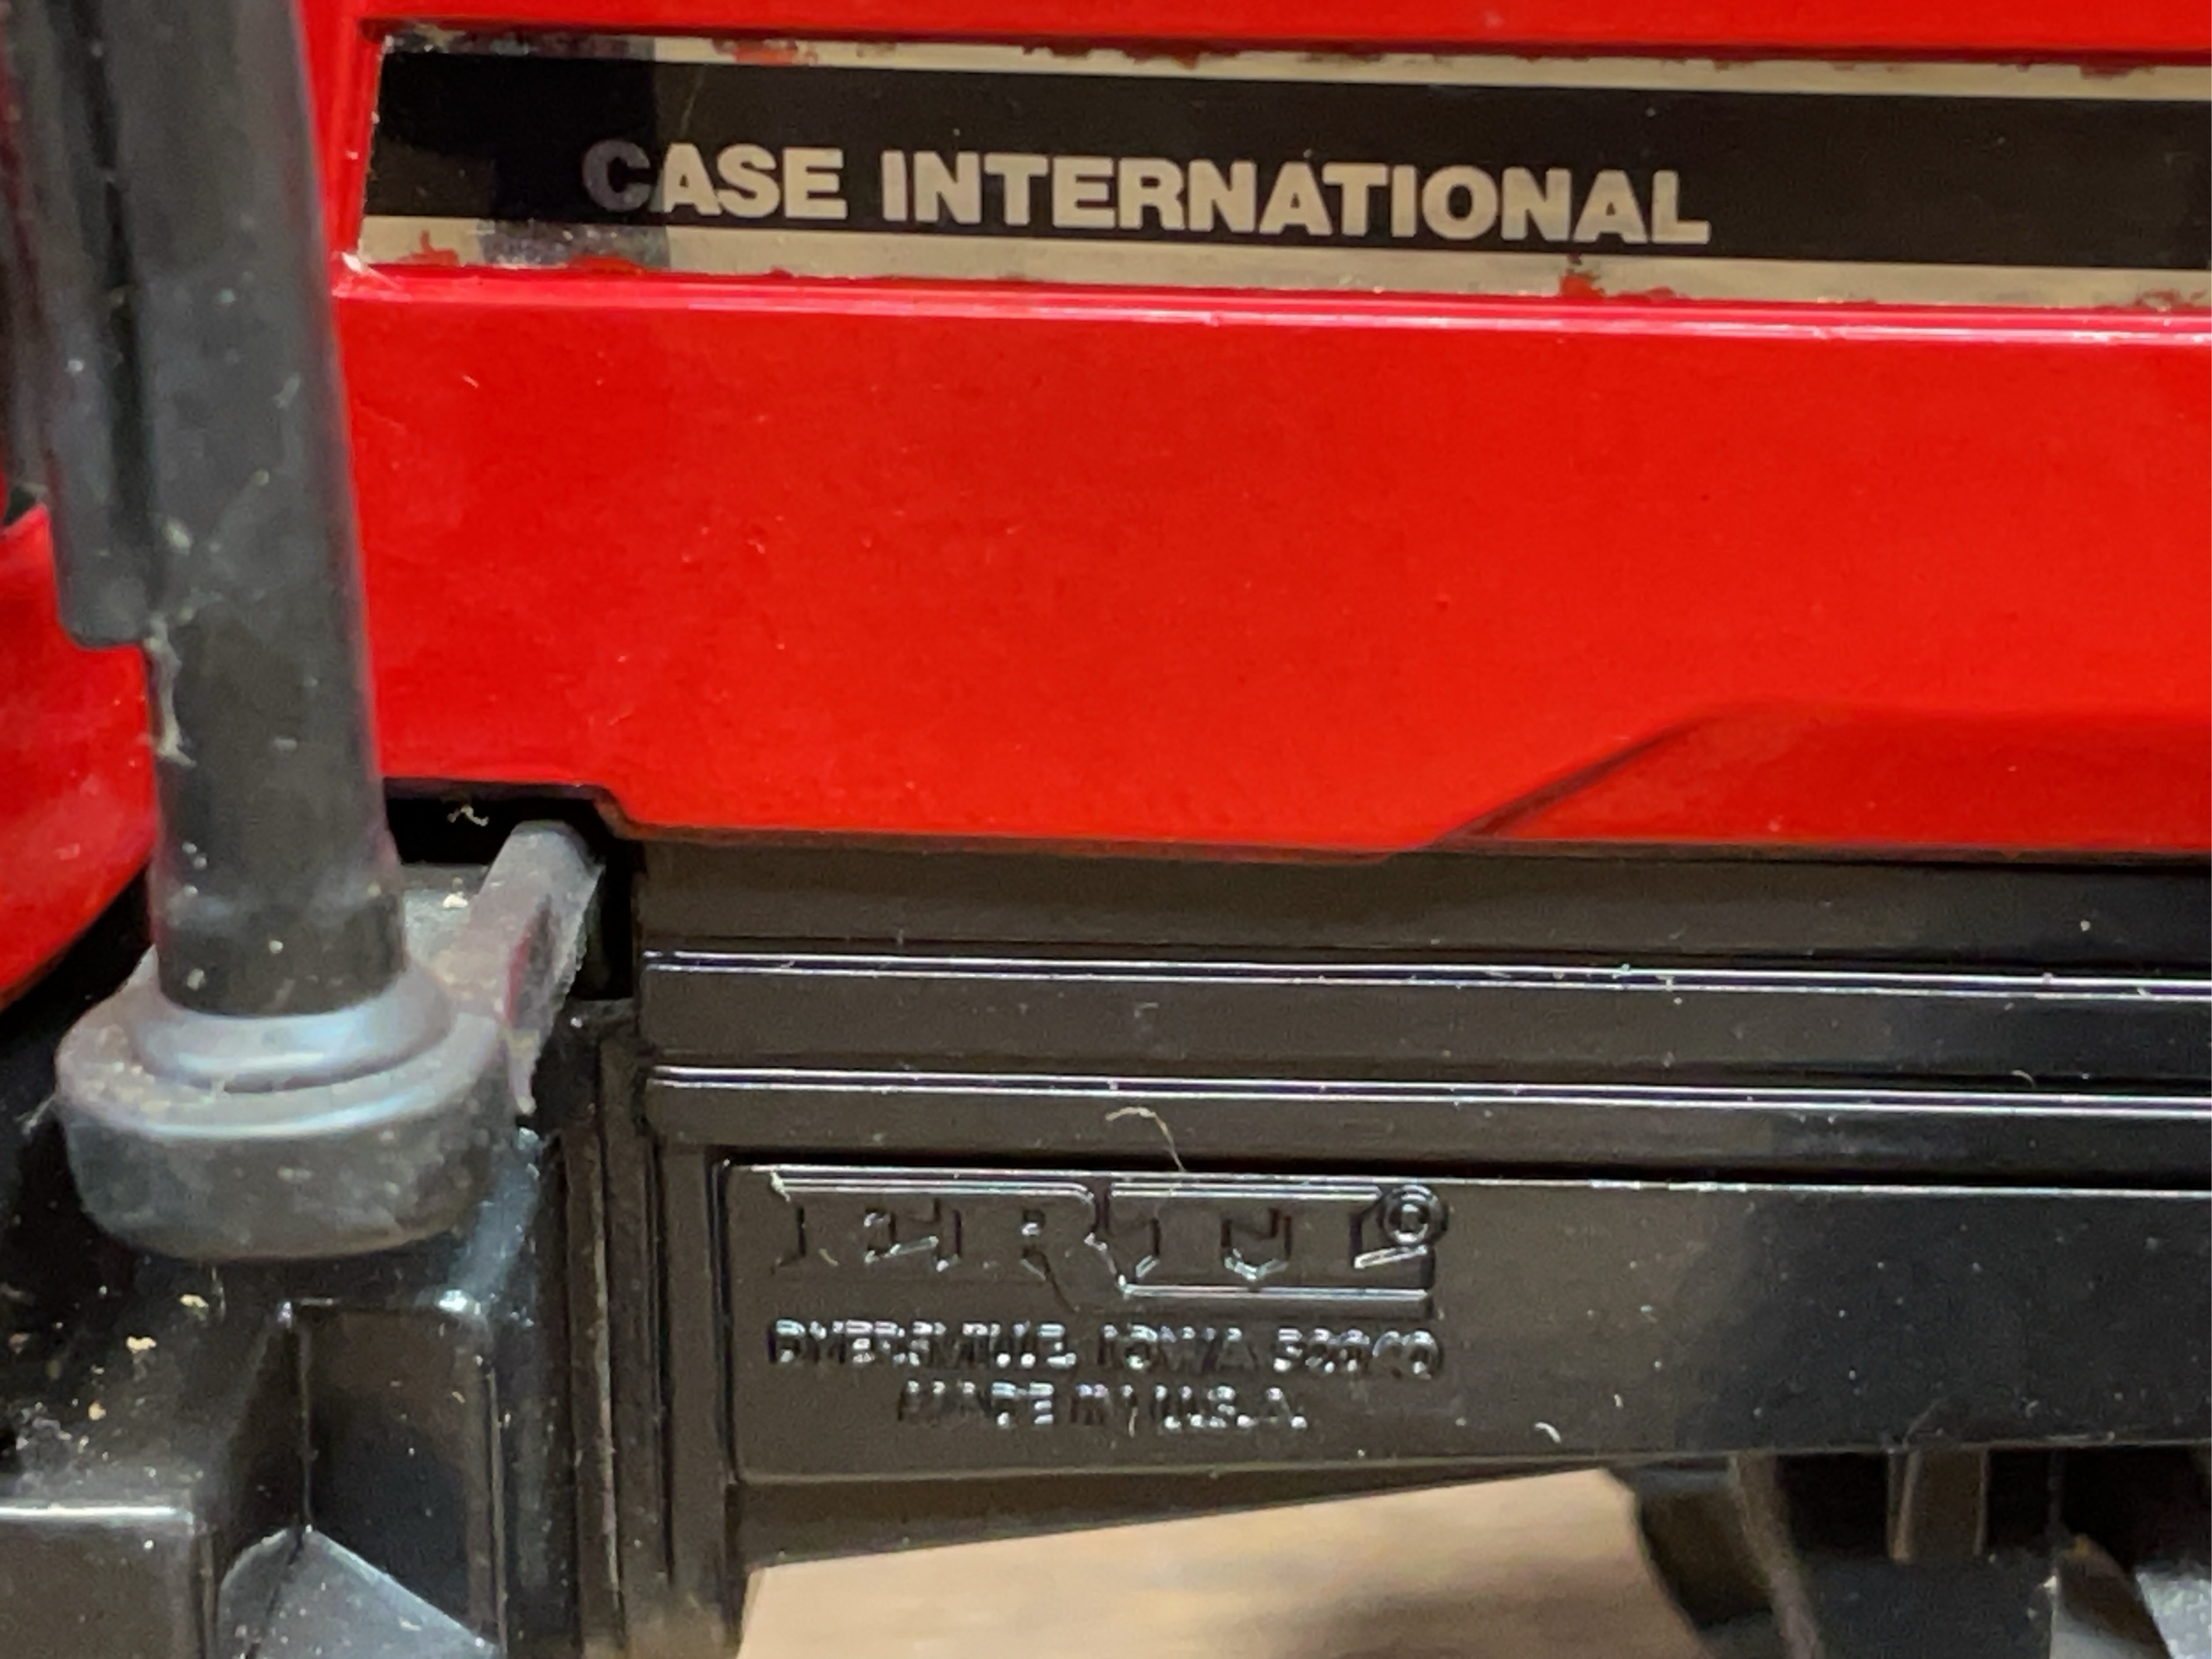 CASE INTERNATIONAL
ERTL®
DYERSVILLE, IOWA 52040
MADE IN U.S.A.